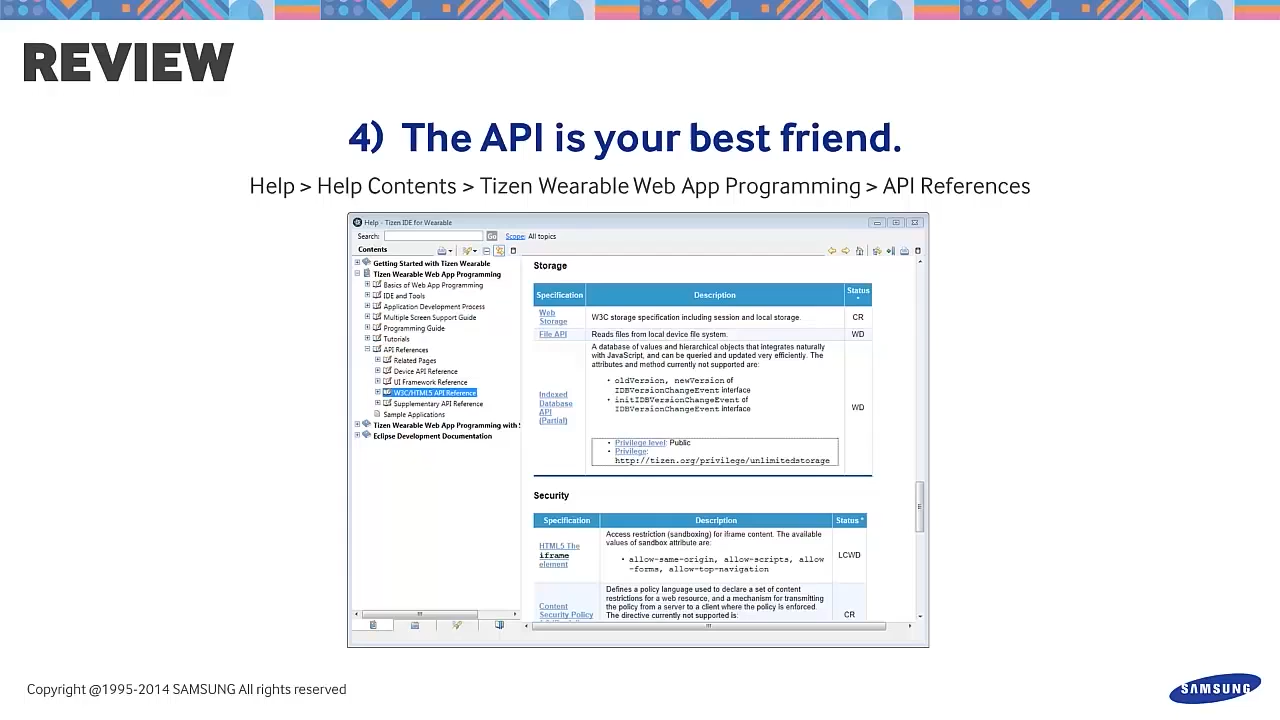 REVIEW
4) The API is your best friend.
Help > Help Contents > Tizen Wearable Web App Programming > API References
Help - Tizen IDE for Wearable
Search:
Go
Scope: All topics
Contents
Getting Started with Tizen Wearable
Tizen Wearable Web App Programming
Basics of Web App Programming
IDE and Tools
Application Development Process
Multiple Screen Support Guide
Programming Guide
Tutorials
API References
Related Pages
Device API Reference
UI Framework Reference
W3C/HTML5 API Reference
Supplementary API Reference
Sample Applications
Tizen Wearable Web App Programming with
Eclipse Development Documentation
Storage
Specification Description Status
*
Web
Storage
W3C storage specification including session and local storage.
CR
File API Reads files from local device file system. WD
Indexed
Database
API
(Partial)
A database of values and hierarchical objects that integrates naturally
with JavaScript, and can be queried and updated very efficiently. The
attributes and method currently not supported are:
• oldVersion, newVersion of
IDBVersionChangeEvent interface
• initIDBVersionChangeEvent of
IDBVersionChangeEvent interface
• Privilege level: Public
• Privilege:
http://tizen.org/privilege/unlimitedstorage
WD
Security
Specification Description Status *
HTML5 The
iframe
element
Access restriction (sandboxing) for iframe content. The available
values of sandbox attribute are:
• allow-same-origin, allow-scripts, allow
-forms, allow-top-navigation
LCWD
Content
Security Policy
Defines a policy language used to declare a set of content
restrictions for a web resource, and a mechanism for transmitting
the policy from a server to a client where the policy is enforced.
The directive currently not supported is:
CR
Copyright @1995-2014 SAMSUNG All rights reserved
SAMSUNG